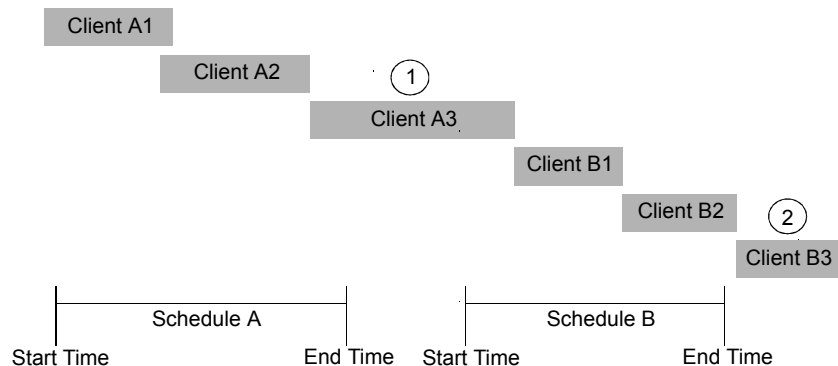 Client A1
Client A2
1
Client A3
Client B1
Client B2
2
Client B3
Schedule A
Schedule B
Start Time
End Time
Start Time
End Time